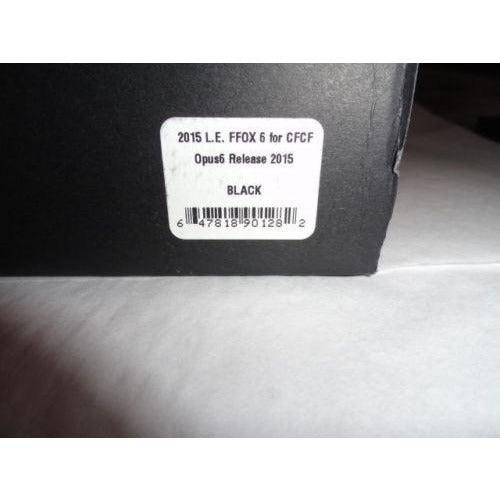 2015 L.E. FFOX 6 for CFCF
Opus6 Release 2015
BLACK
6 47818 90128 2